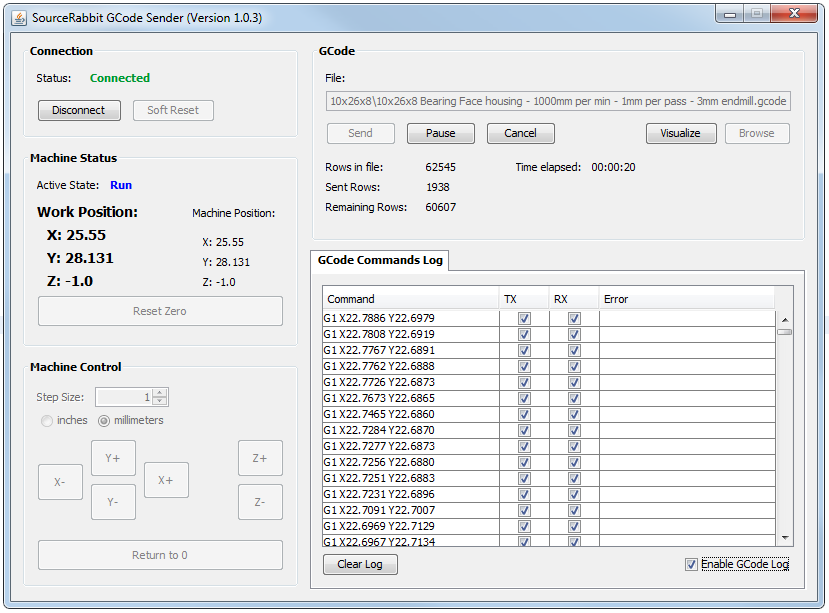 SourceRabbit GCode Sender (Version 1.0.3)
Connection
Status: Connected
Disconnect Soft Reset
Machine Status
Active State: Run
Work Position: Machine Position:
X: 25.55 X: 25.55
Y: 28.131 Y: 28.131
Z: -1.0 Z: -1.0
Reset Zero
Machine Control
Step Size: 1
inches millimeters
Y+ Z+
X- X+
Y- Z-
Return to 0
GCode
File:
10x26x8\10x26x8 Bearing Face housing - 1000mm per min - 1mm per pass - 3mm endmill.gcode
Send Pause Cancel Visualize Browse
Rows in file: 62545 Time elapsed: 00:00:20
Sent Rows: 1938
Remaining Rows: 60607
GCode Commands Log
Command TX RX Error
G1 X22.7886 Y22.6979
G1 X22.7808 Y22.6919
G1 X22.7767 Y22.6891
G1 X22.7762 Y22.6888
G1 X22.7726 Y22.6873
G1 X22.7673 Y22.6865
G1 X22.7465 Y22.6860
G1 X22.7284 Y22.6870
G1 X22.7277 Y22.6873
G1 X22.7256 Y22.6880
G1 X22.7251 Y22.6883
G1 X22.7231 Y22.6896
G1 X22.7091 Y22.7007
G1 X22.6969 Y22.7129
G1 X22.6967 Y22.7134
Clear Log Enable GCode Log